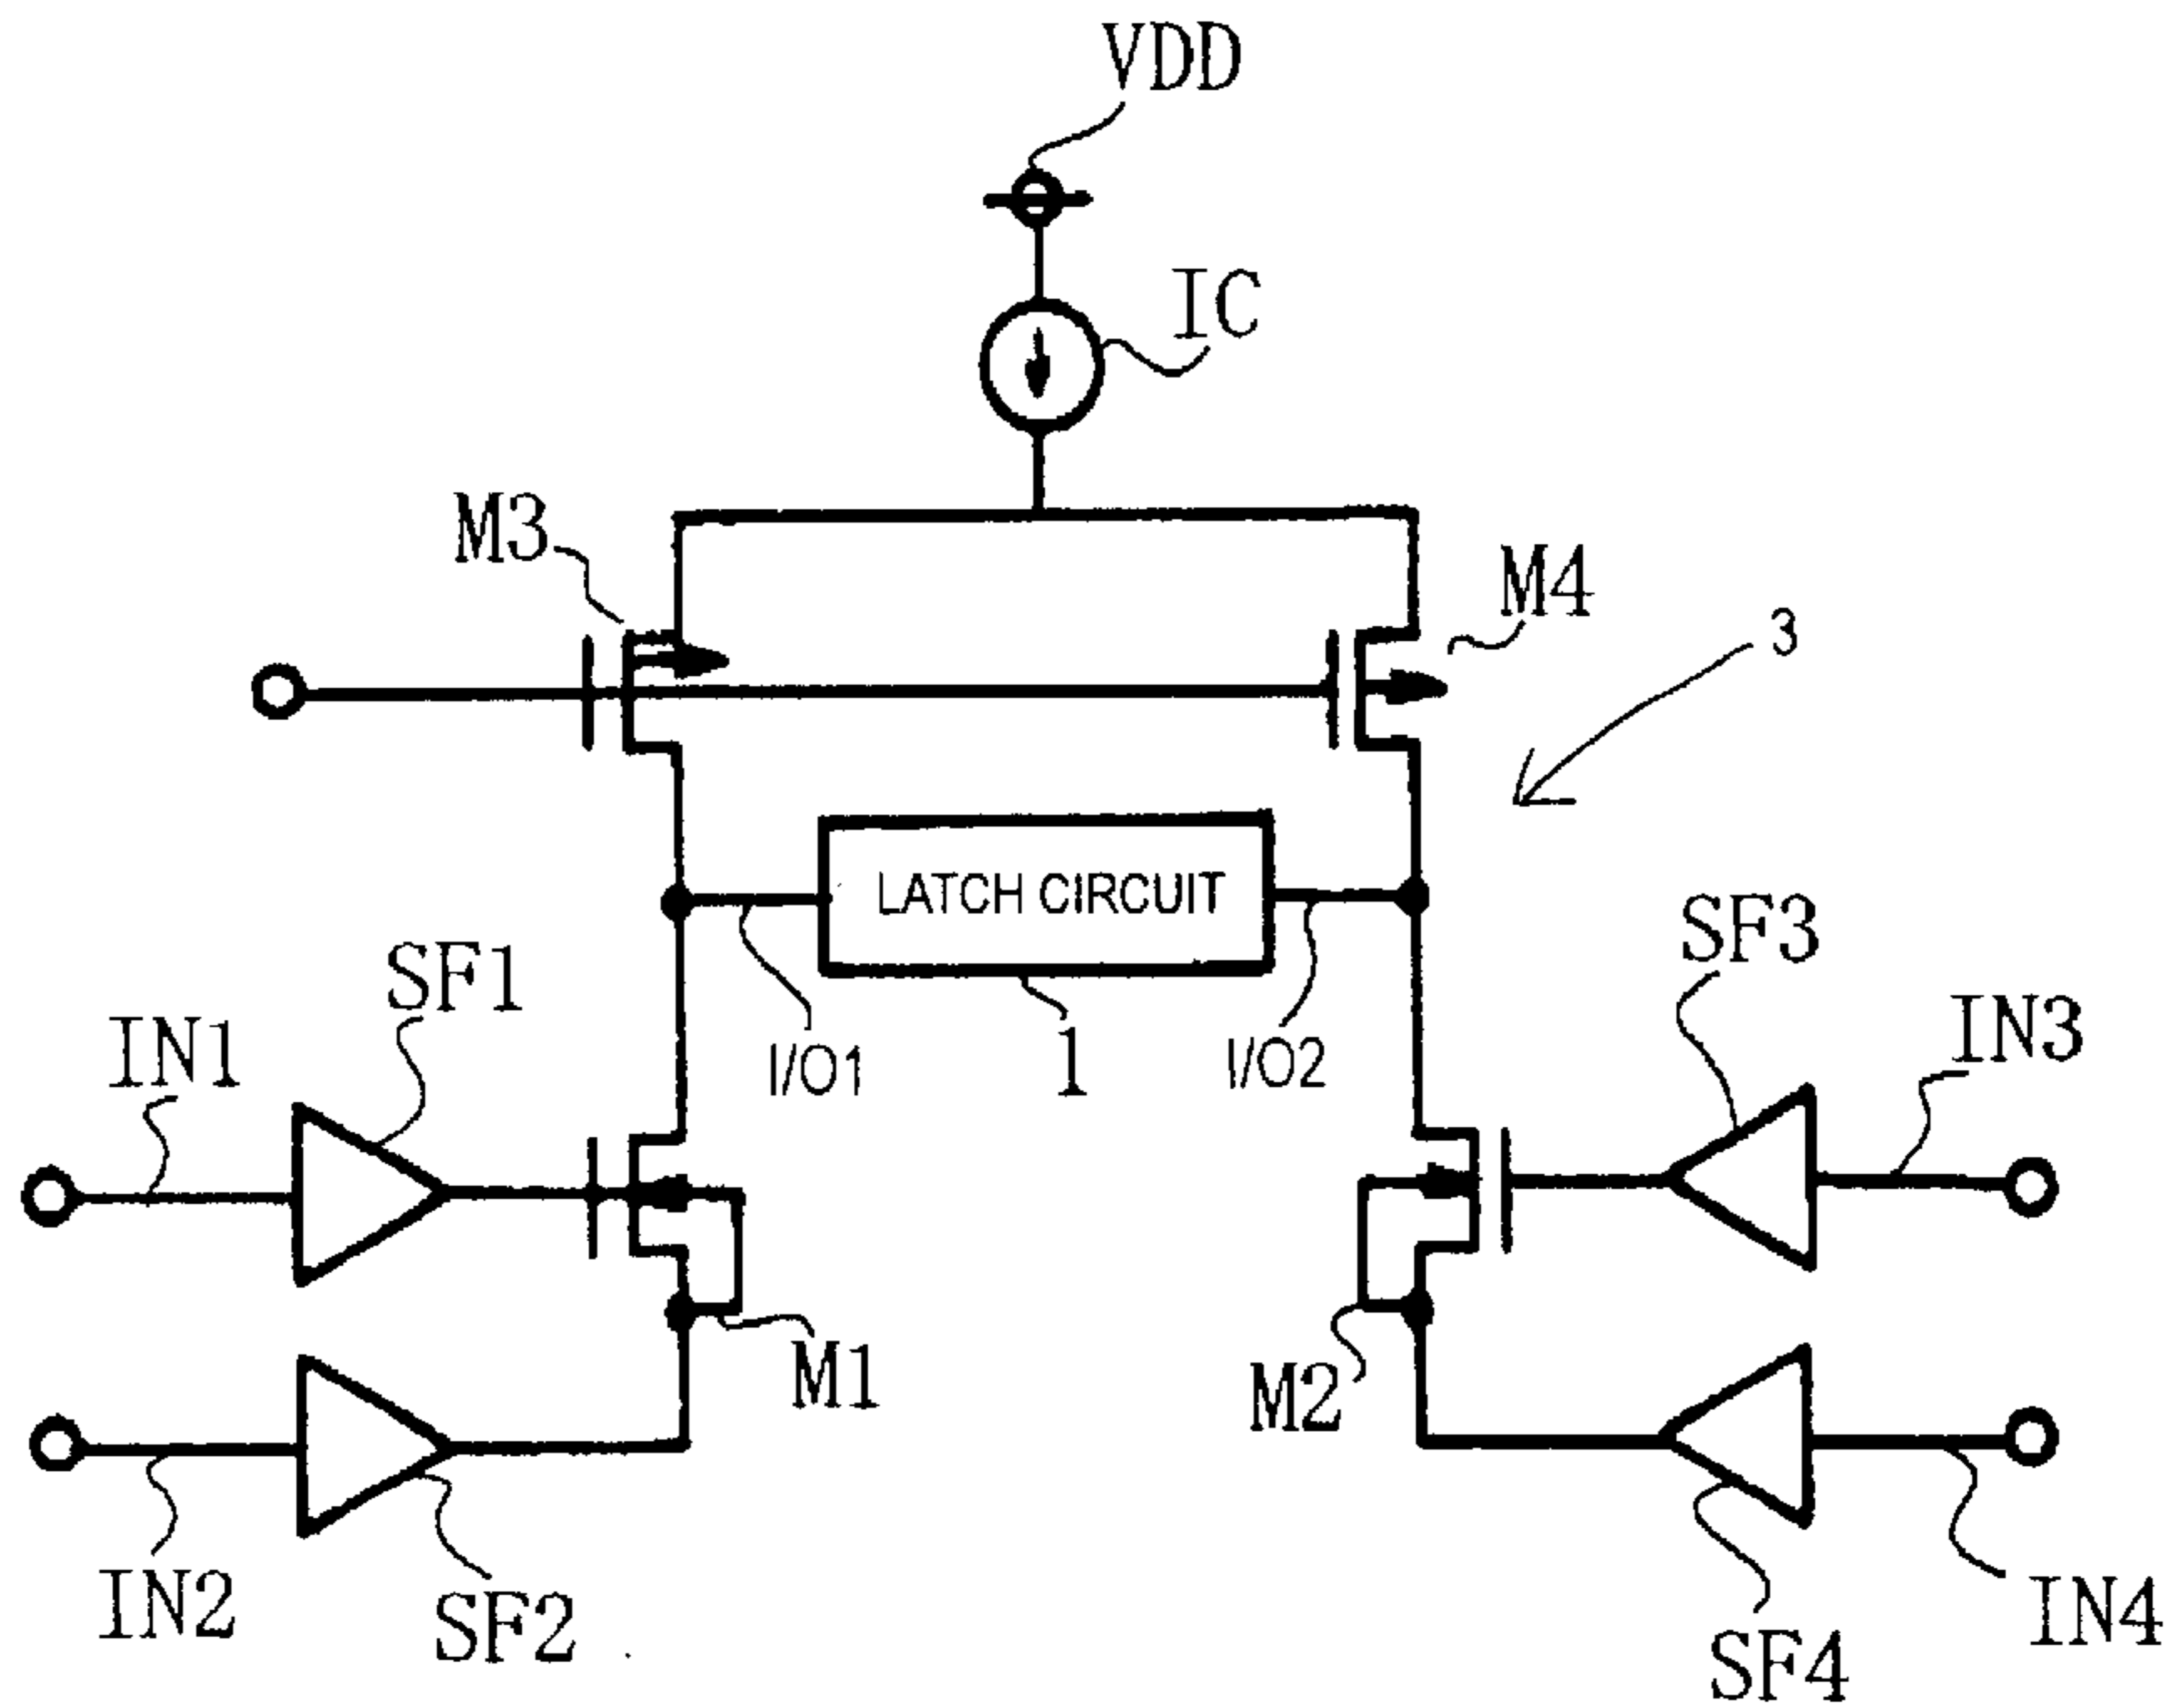 VDD
IC
M3
M4
3
LATCH CIRCUIT
SF1
SF3
IN1
I/O1
1
I/O2
IN3
M1
M2
IN2
SF2
IN4
SF4